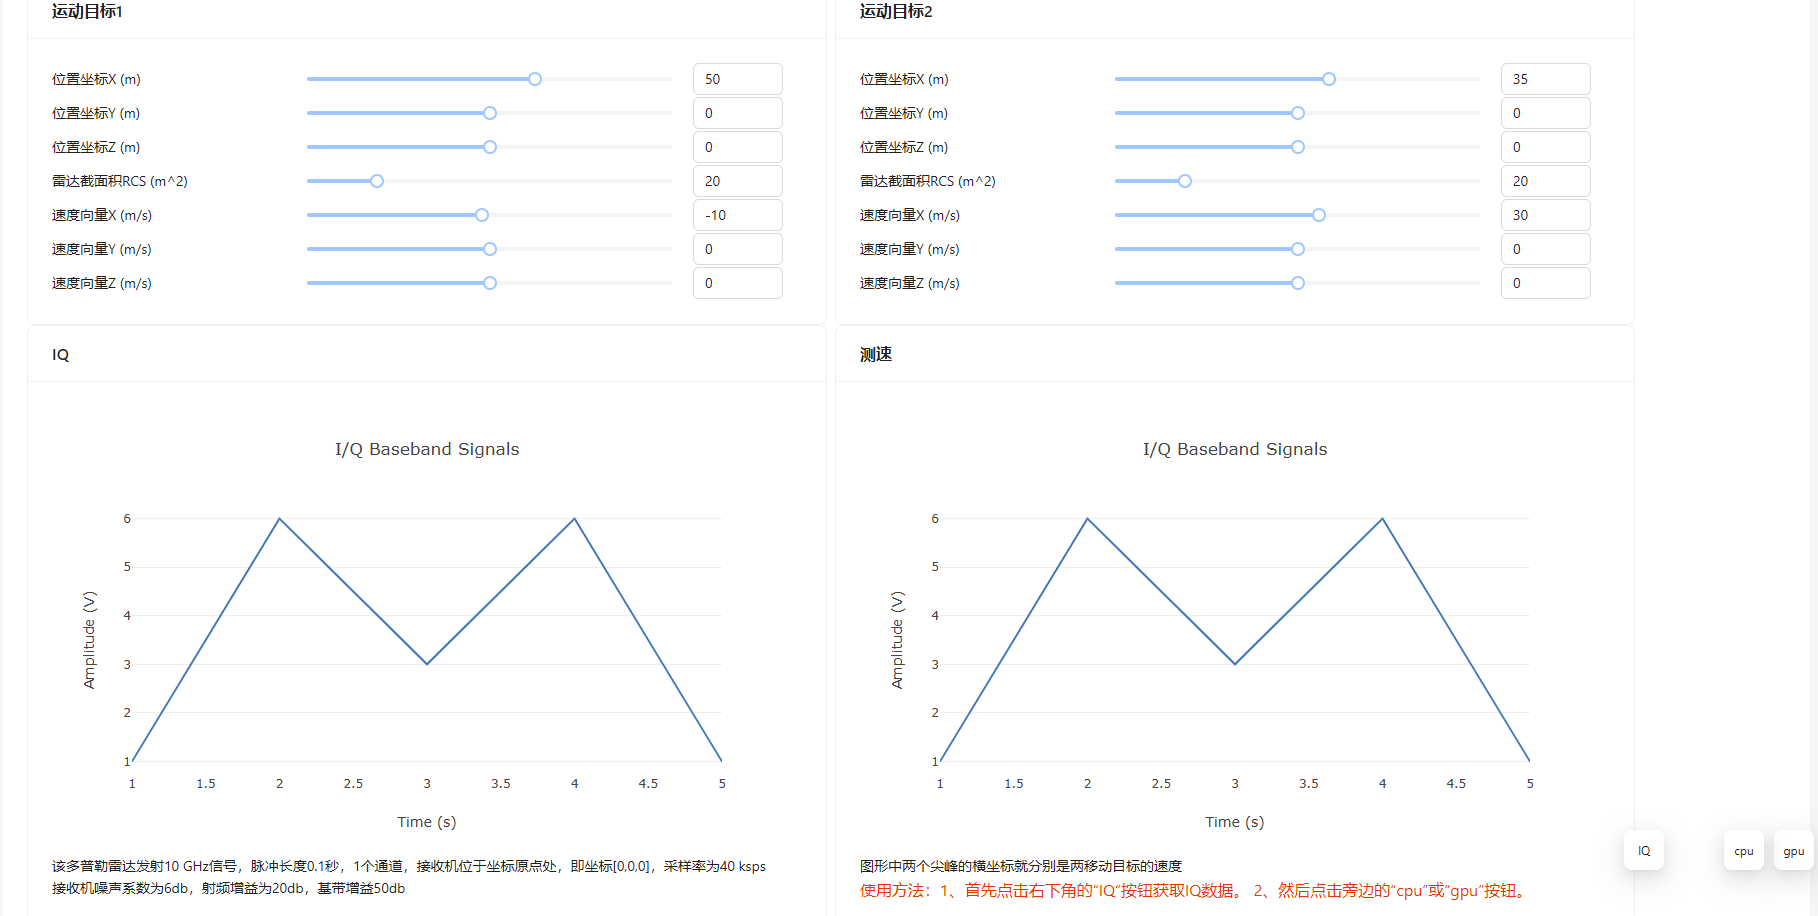 运动目标1
位置坐标X (m)
50
位置坐标Y (m)
0
位置坐标Z (m)
0
雷达截面积RCS (m^2)
20
速度向量X (m/s)
-10
速度向量Y (m/s)
0
速度向量Z (m/s)
0
运动目标2
位置坐标X (m)
35
位置坐标Y (m)
0
位置坐标Z (m)
0
雷达截面积RCS (m^2)
20
速度向量X (m/s)
30
速度向量Y (m/s)
0
速度向量Z (m/s)
0
IQ
I/Q Baseband Signals
6
5
4
3
2
1
Amplitude (V)
1 1.5 2 2.5 3 3.5 4 4.5 5
Time (s)
该多普勒雷达发射10 GHz信号，脉冲长度0.1秒，1个通道，接收机位于坐标原点处，即坐标[0,0,0]，采样率为40 ksps
接收机噪声系数为6db，射频增益为20db，基带增益50db
测速
I/Q Baseband Signals
6
5
4
3
2
1
Amplitude (V)
1 1.5 2 2.5 3 3.5 4 4.5 5
Time (s)
图形中两个尖峰的横坐标就分别是两移动目标的速度
使用方法：1、首先点击右下角的“IQ”按钮获取IQ数据。 2、然后点击旁边的“cpu”或“gpu”按钮。
IQ
cpu
gpu